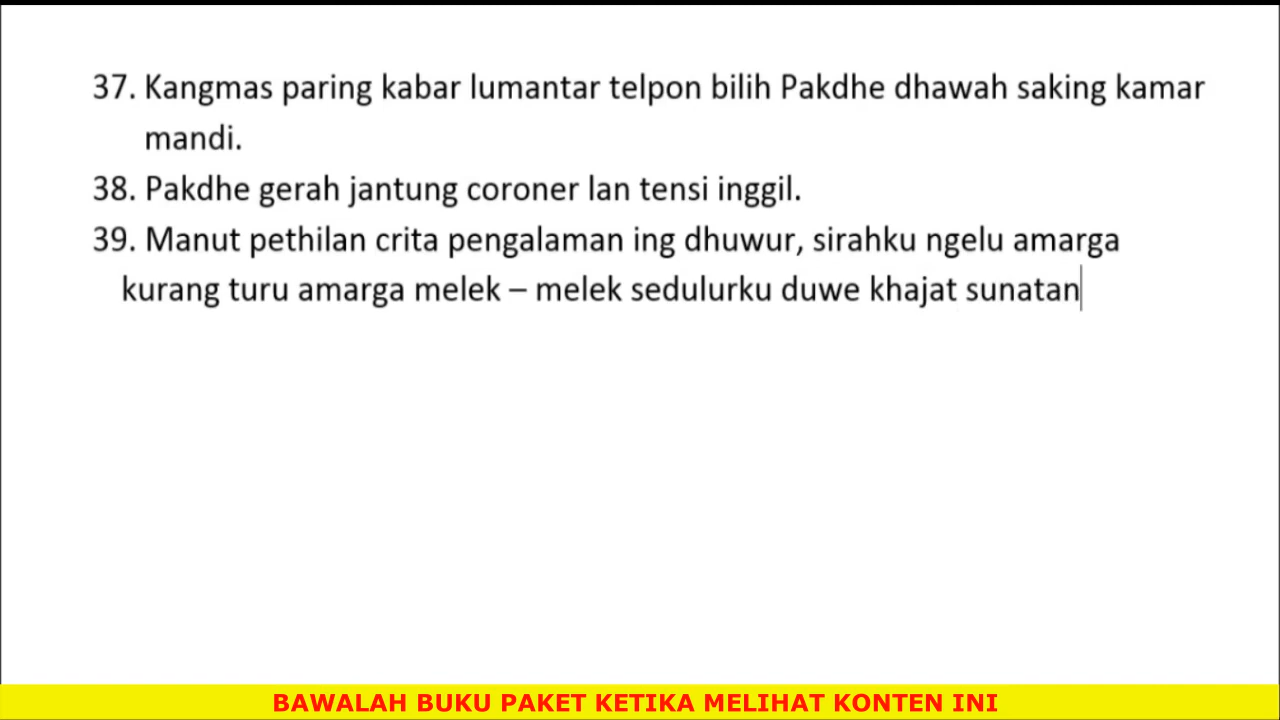 37. Kangmas paring kabar lumantar telpon bilih Pakdhe dhawah saking kamar
mandi.
38. Pakdhe gerah jantung coroner lan tensi inggil.
39. Manut pethilan crita pengalaman ing dhuwur, sirahku ngelu amarga
kurang turu amarga melek – melek sedulurku duwe khajat sunatan
BAWALAH BUKU PAKET KETIKA MELIHAT KONTEN INI